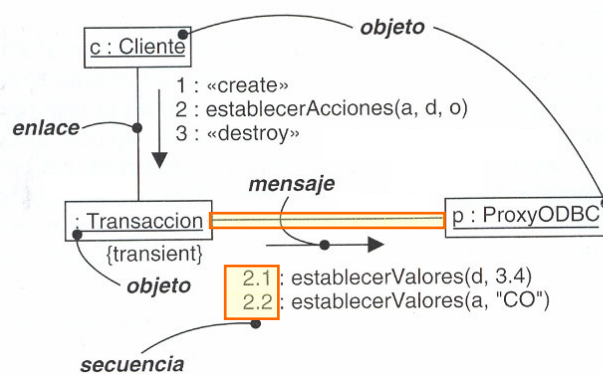 objeto
c : Cliente
1 : «create»
2 : establecerAcciones(a, d, o)
3 : «destroy»
enlace
mensaje
: Transaccion
p : ProxyODBC
{transient}
objeto
2.1 : establecerValores(d, 3.4)
2.2 : establecerValores(a, "CO")
secuencia